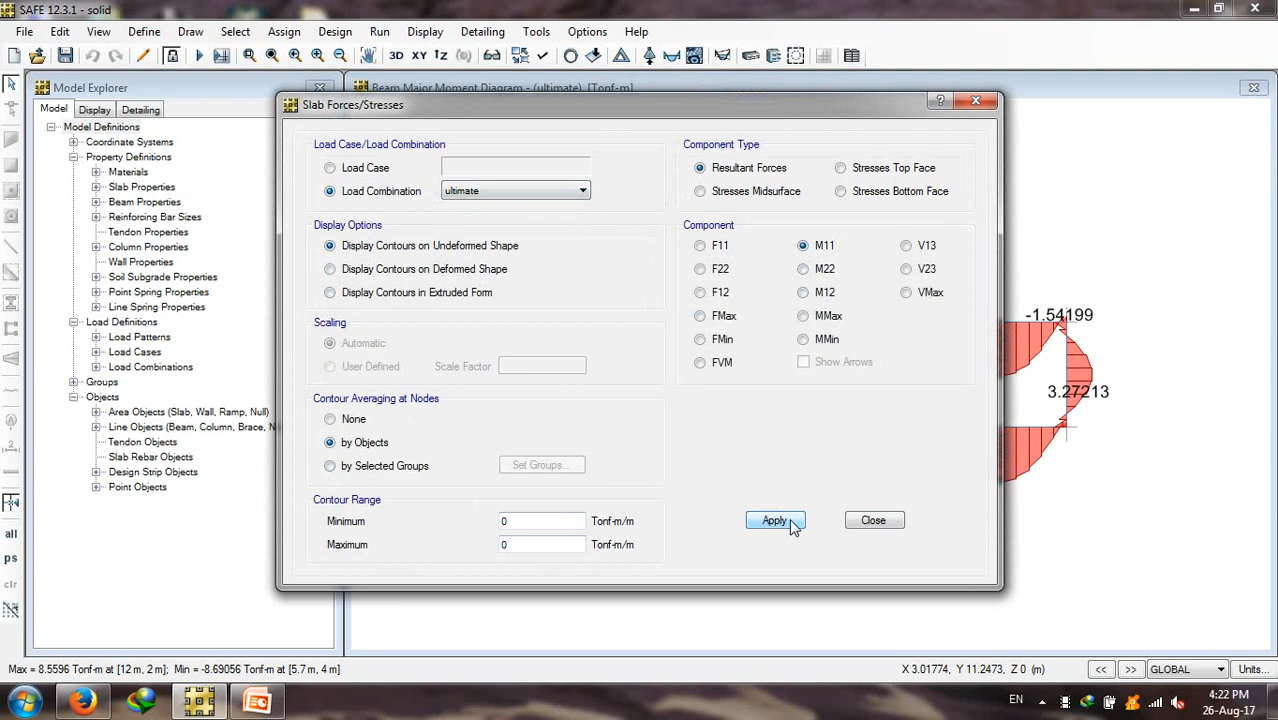 SAFE 12.3.1 - solid
File Edit View Define Draw Select Assign Design Run Display Detailing Tools Options Help
3D XY Z
Model Explorer
Beam Major Moment Diagram - (ultimate) [Tonf-m]
Model Display Detailing
Model Definitions
Coordinate Systems
Property Definitions
Materials
Slab Properties
Beam Properties
Reinforcing Bar Sizes
Tendon Properties
Column Properties
Wall Properties
Soil Subgrade Properties
Point Spring Properties
Line Spring Properties
Load Definitions
Load Patterns
Load Cases
Load Combinations
Groups
Objects
Area Objects (Slab, Wall, Ramp, Null)
Line Objects (Beam, Column, Brace, N
Tendon Objects
Slab Rebar Objects
Design Strip Objects
Point Objects
all
ps
clr
Slab Forces/Stresses
Load Case/Load Combination
Load Case
Load Combination ultimate
Display Options
Display Contours on Undeformed Shape
Display Contours on Deformed Shape
Display Contours in Extruded Form
Scaling
Automatic
User Defined Scale Factor
Contour Averaging at Nodes
None
by Objects
by Selected Groups Set Groups...
Contour Range
Minimum 0 Tonf-m/m
Maximum 0 Tonf-m/m
Component Type
Resultant Forces Stresses Top Face
Stresses Midsurface Stresses Bottom Face
Component
F11 M11 V13
F22 M22 V23
F12 M12 VMax
FMax MMax
FMin MMin
FVM Show Arrows
Apply Close
-1.54199
3.27213
Max = 8.5596 Tonf-m at [12 m, 2 m]; Min = -8.69056 Tonf-m at [5.7 m, 4 m]
X 3.01774, Y 11.2473, Z 0 (m) << >> GLOBAL Units...
EN 4:22 PM
26-Aug-17